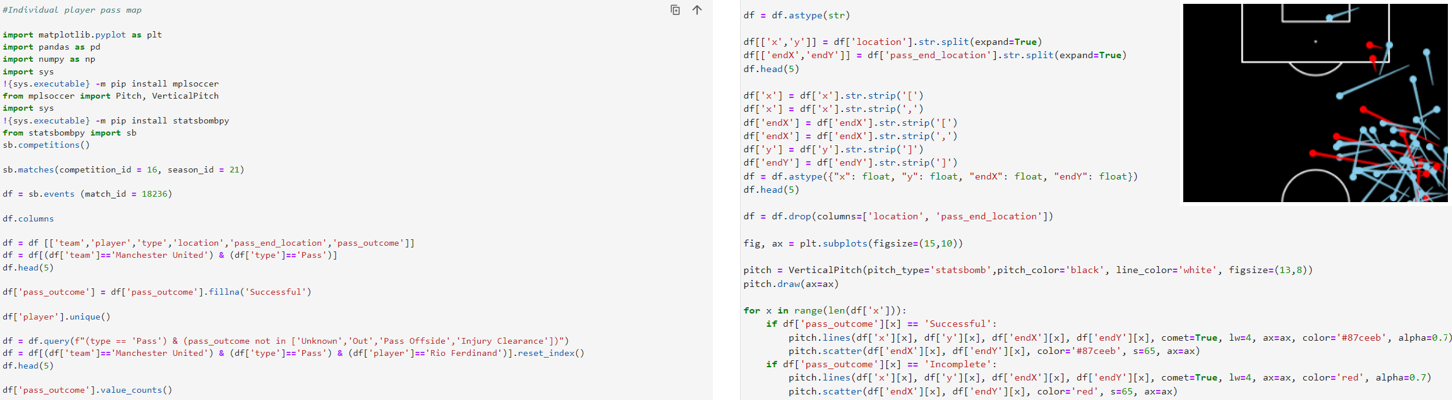 #Individual player pass map
import matplotlib.pyplot as plt
import pandas as pd
import numpy as np
import sys
!{sys.executable} -m pip install mplsoccer
from mplsoccer import Pitch, VerticalPitch
import sys
!{sys.executable} -m pip install statsbombpy
from statsbombpy import sb
sb.competitions()
sb.matches(competition_id = 16, season_id = 21)
df = sb.events (match_id = 18236)
df.columns
df = df [['team','player','type','location','pass_end_location','pass_outcome']]
df = df[(df['team']=='Manchester United') & (df['type']=='Pass')]
df.head(5)
df['pass_outcome'] = df['pass_outcome'].fillna('Successful')
df['player'].unique()
df = df.query(f"(type == 'Pass') & (pass_outcome not in ['Unknown','Out','Pass Offside','Injury Clearance'])")
df = df[(df['team']=='Manchester United') & (df['type']=='Pass') & (df['player']=='Rio Ferdinand')].reset_index()
df.head(5)
df['pass_outcome'].value_counts()
df = df.astype(str)
df[['x','y']] = df['location'].str.split(expand=True)
df[['endX','endY']] = df['pass_end_location'].str.split(expand=True)
df.head(5)
df['x'] = df['x'].str.strip('[')
df['x'] = df['x'].str.strip(',')
df['endX'] = df['endX'].str.strip('[')
df['endX'] = df['endX'].str.strip(',')
df['y'] = df['y'].str.strip(']')
df['endY'] = df['endY'].str.strip(']')
df = df.astype({"x": float, "y": float, "endX": float, "endY": float})
df.head(5)
df = df.drop(columns=['location', 'pass_end_location'])
fig, ax = plt.subplots(figsize=(15,10))
pitch = VerticalPitch(pitch_type='statsbomb',pitch_color='black', line_color='white', figsize=(13,8))
pitch.draw(ax=ax)
for x in range(len(df['x'])):
if df['pass_outcome'][x] == 'Successful':
pitch.lines(df['x'][x], df['y'][x], df['endX'][x], df['endY'][x], comet=True, lw=4, ax=ax, color='#87ceeb', alpha=0.7)
pitch.scatter(df['endX'][x], df['endY'][x], color='#87ceeb', s=65, ax=ax)
if df['pass_outcome'][x] == 'Incomplete':
pitch.lines(df['x'][x], df['y'][x], df['endX'][x], df['endY'][x], comet=True, lw=4, ax=ax, color='red', alpha=0.7)
pitch.scatter(df['endX'][x], df['endY'][x], color='red', s=65, ax=ax)